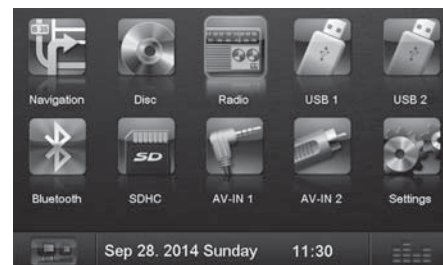 Navigation Disc Radio USB 1 USB 2
SD
Bluetooth SDHC AV-IN 1 AV-IN 2 Settings
Sep 28. 2014 Sunday 11:30